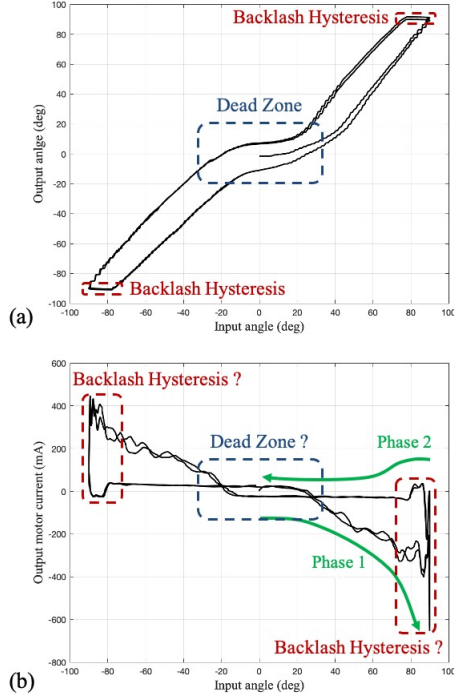 100
80
60
40
20
0
-20
-40
-60
-80
-100
Output anlge (deg)
Backlash Hysteresis
Dead Zone
Backlash Hysteresis
-100 -80 -60 -40 -20 0 20 40 60 80 100
Input angle (deg)
(a)
600
400
200
0
-200
-400
-600
-800
Output motor current (mA)
Backlash Hysteresis ?
Dead Zone ?
Phase 2
Phase 1
Backlash Hysteresis ?
-100 -80 -60 -40 -20 0 20 40 60 80 100
Input angle (deg)
(b)